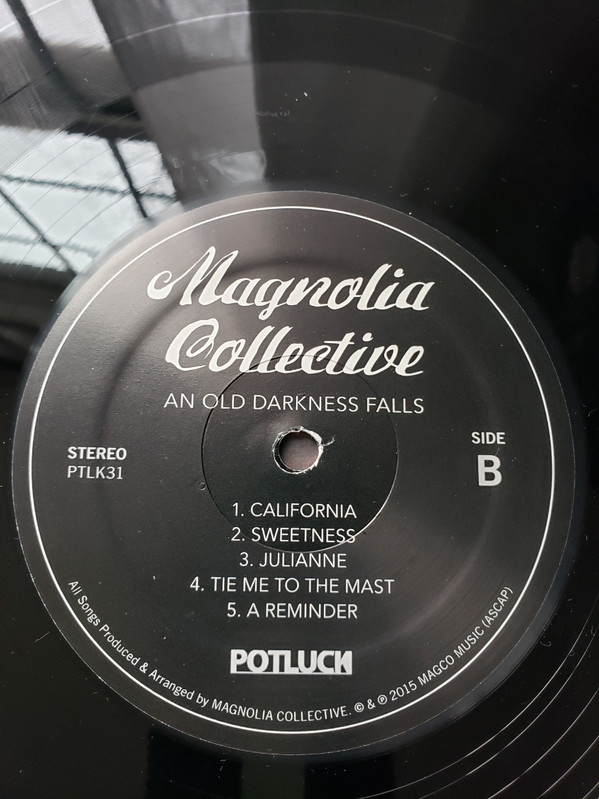 Magnolia
Collective
AN OLD DARKNESS FALLS
STEREO
PTLK31
SIDE
B
1. CALIFORNIA
2. SWEETNESS
3. JULIANNE
4. TIE ME TO THE MAST
5. A REMINDER
POTLUCK
All Songs Produced & Arranged by MAGNOLIA COLLECTIVE. © & ℗ 2015 MAGCO MUSIC (ASCAP)